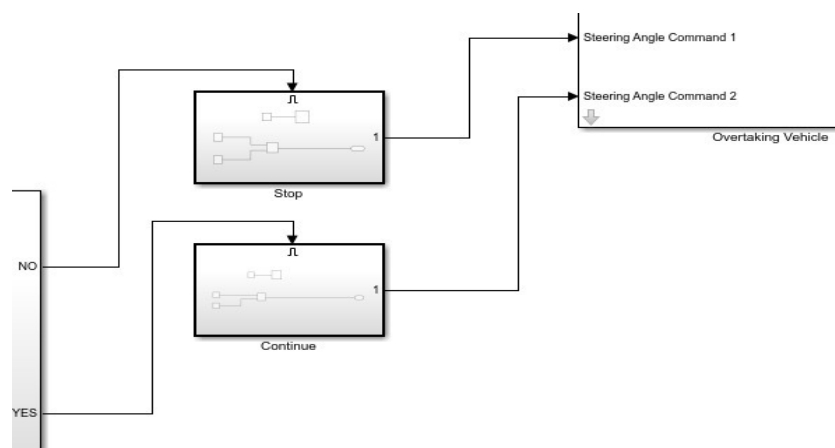 Steering Angle Command 1
Steering Angle Command 2
Overtaking Vehicle
1
Stop
NO
1
Continue
YES